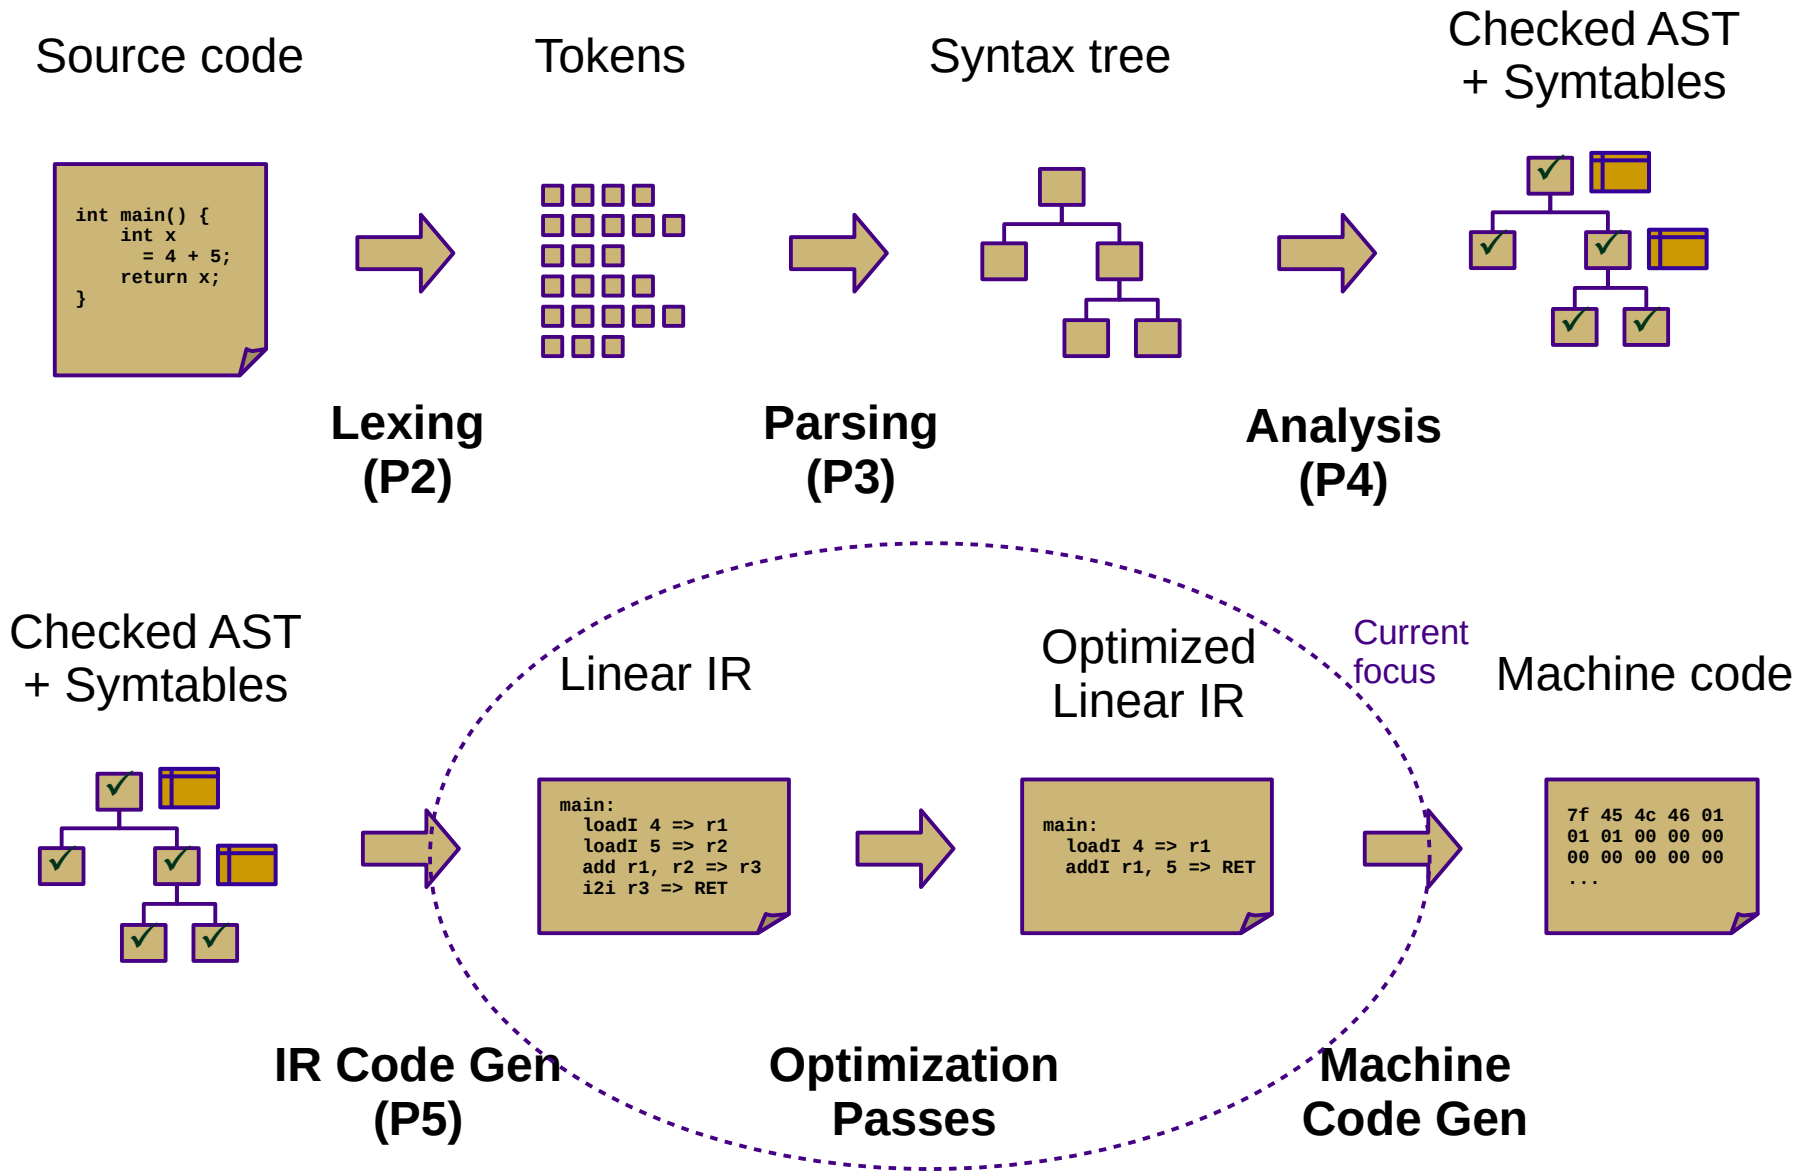 Source code
Tokens
Syntax tree
Checked AST
+ Symtables
int main() {
    int x
      = 4 + 5;
    return x;
}
Lexing
(P2)
Parsing
(P3)
Analysis
(P4)
Checked AST
+ Symtables
Linear IR
Optimized
Linear IR
Current
focus
Machine code
main:
  loadI 4 => r1
  loadI 5 => r2
  add r1, r2 => r3
  i2i r3 => RET
main:
  loadI 4 => r1
  addI r1, 5 => RET
7f 45 4c 46 01
01 01 00 00 00
00 00 00 00 00
...
IR Code Gen
(P5)
Optimization
Passes
Machine
Code Gen